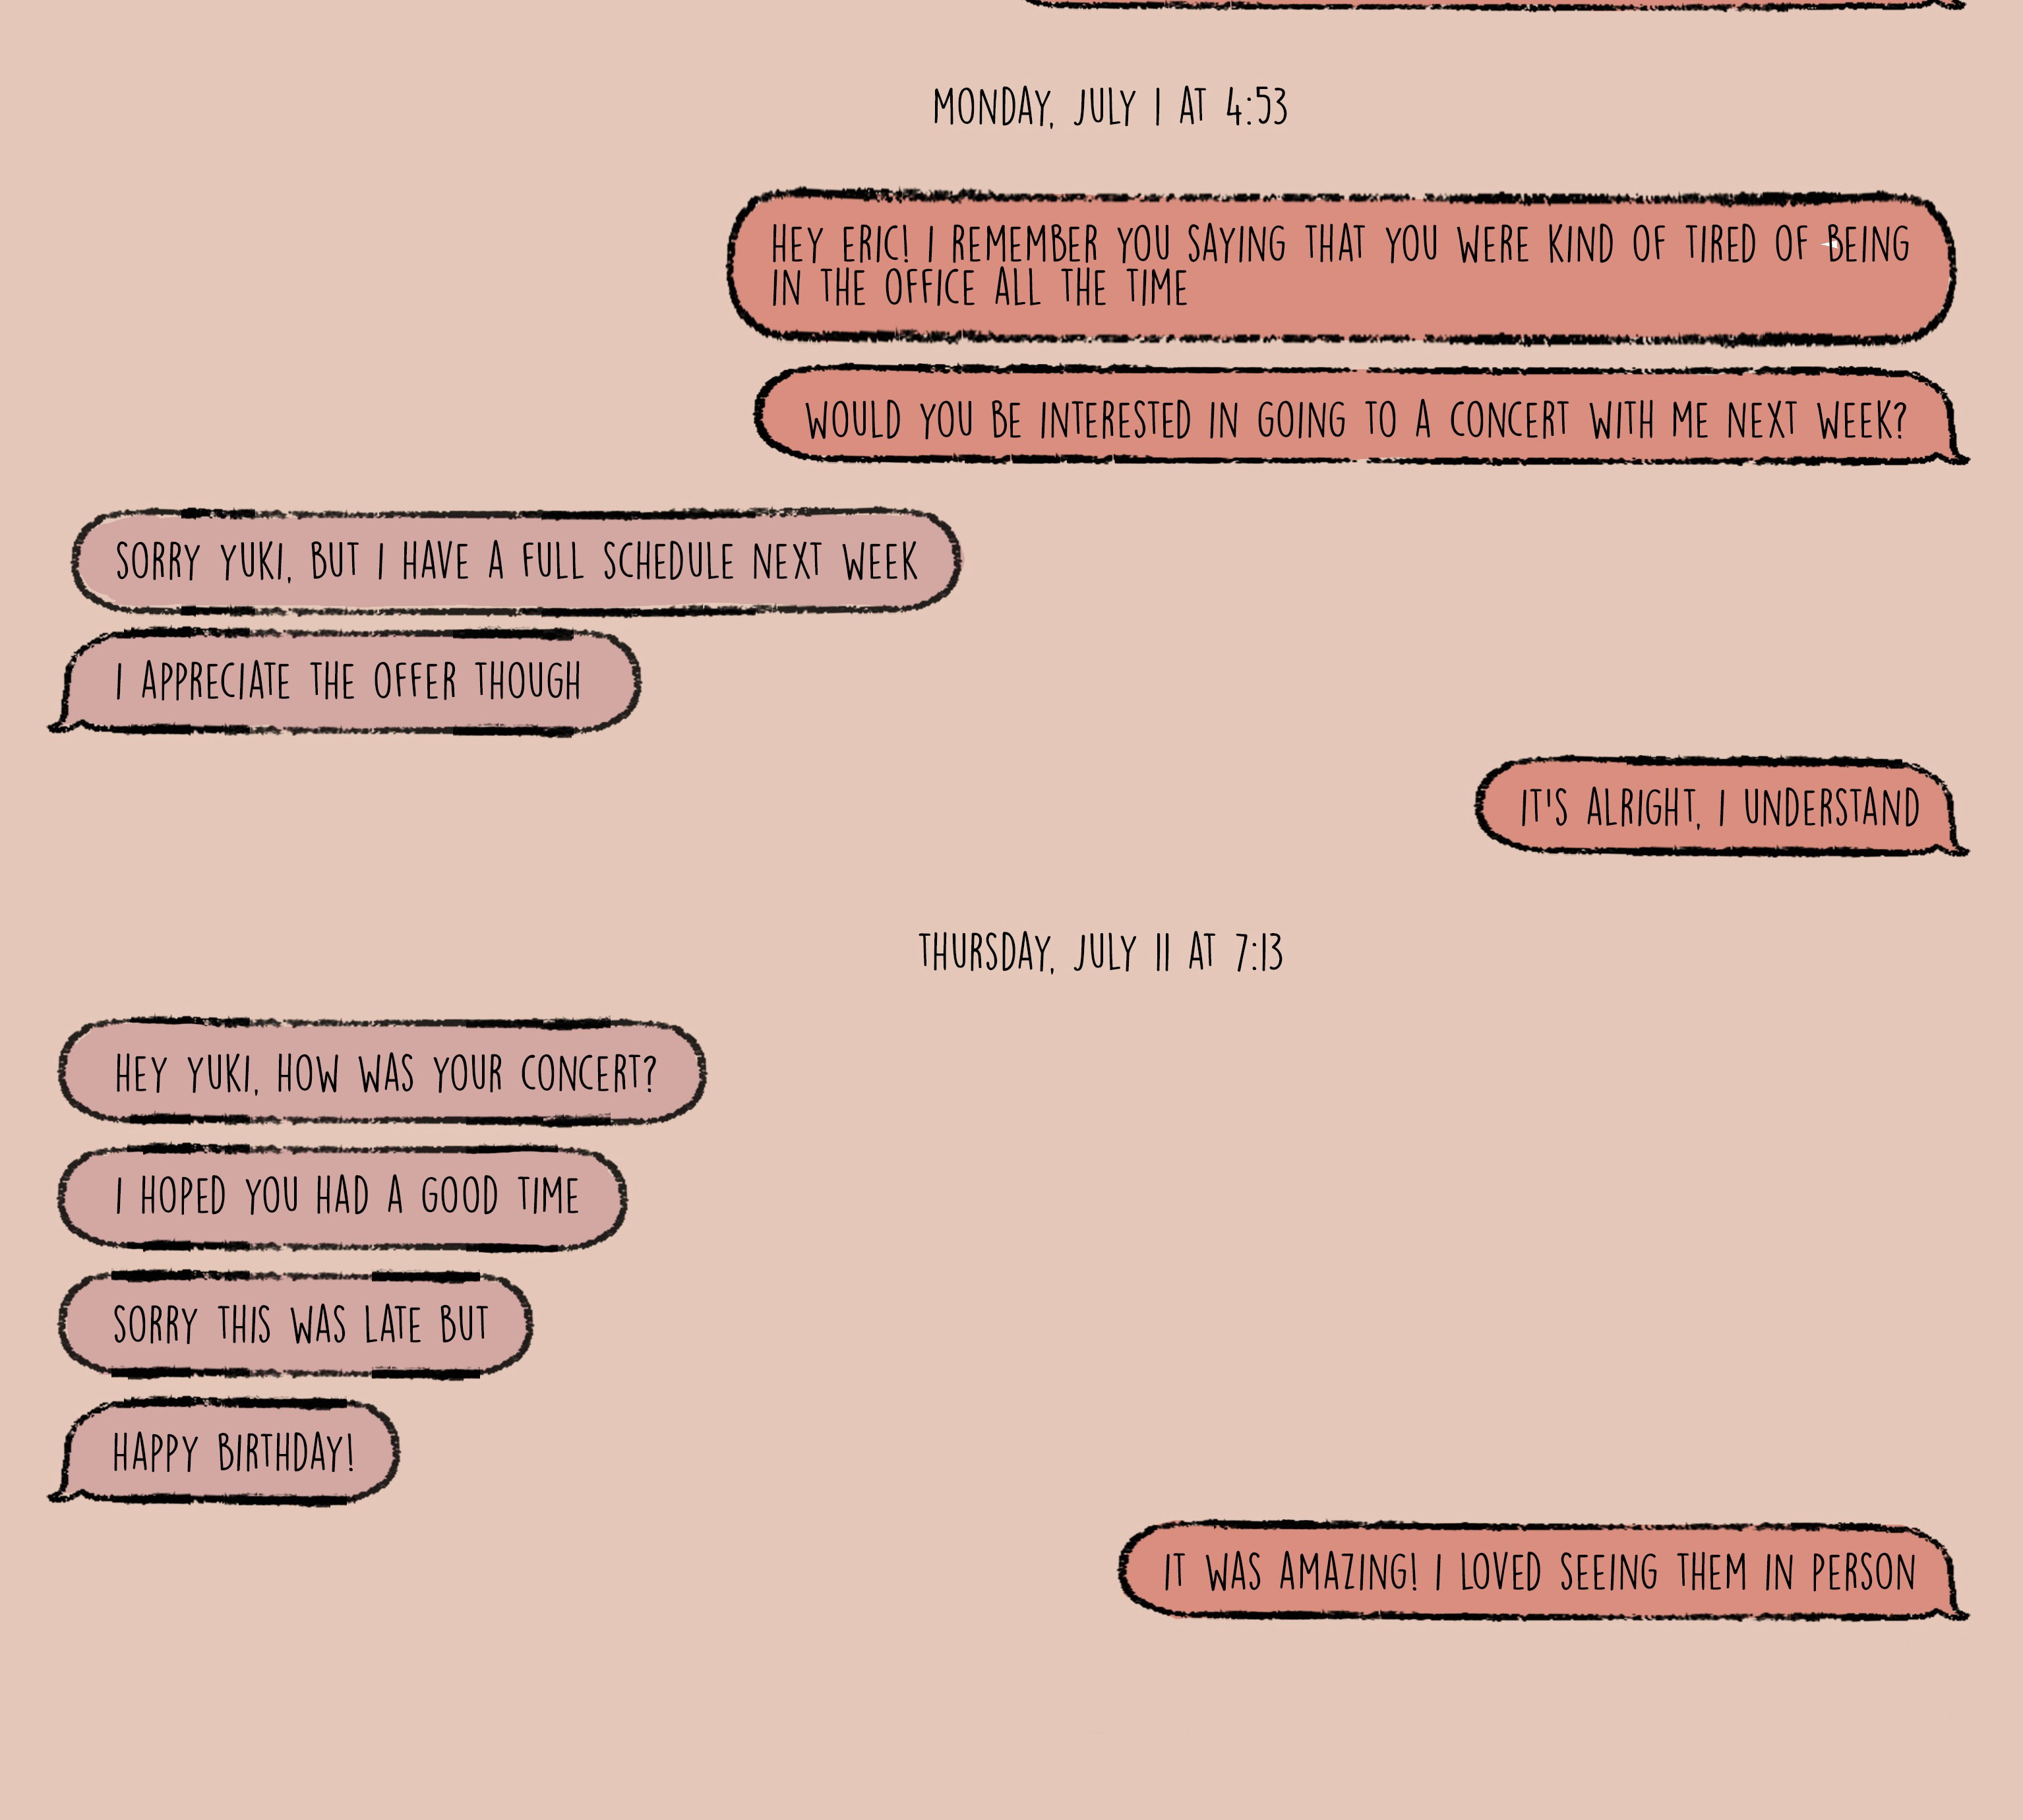 MONDAY, JULY 1 AT 4:53
HEY ERIC! I REMEMBER YOU SAYING THAT YOU WERE KIND OF TIRED OF BEING
IN THE OFFICE ALL THE TIME
WOULD YOU BE INTERESTED IN GOING TO A CONCERT WITH ME NEXT WEEK?
SORRY YUKI, BUT I HAVE A FULL SCHEDULE NEXT WEEK
I APPRECIATE THE OFFER THOUGH
IT'S ALRIGHT, I UNDERSTAND
THURSDAY, JULY 11 AT 7:13
HEY YUKI, HOW WAS YOUR CONCERT?
I HOPED YOU HAD A GOOD TIME
SORRY THIS WAS LATE BUT
HAPPY BIRTHDAY!
IT WAS AMAZING! I LOVED SEEING THEM IN PERSON